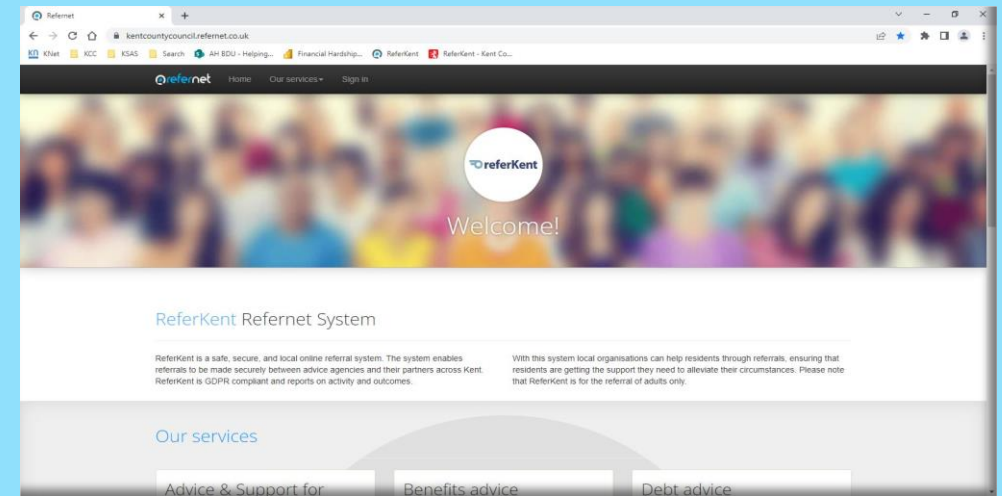 Refernet
kentcountycouncil.refernet.co.uk
KNet KCC KSAS Search AH BDU - Helping... Financial Hardship... ReferKent ReferKent - Kent Co...
refernet Home Our services Sign in
referKent
Welcome!
ReferKent Refernet System
ReferKent is a safe, secure, and local online referral system. The system enables
referrals to be made securely between advice agencies and their partners across Kent.
ReferKent is GDPR compliant and reports on activity and outcomes.
With this system local organisations can help residents through referrals, ensuring that
residents are getting the support they need to alleviate their circumstances. Please note
that ReferKent is for the referral of adults only.
Our services
Advice & Support for
Benefits advice
Debt advice